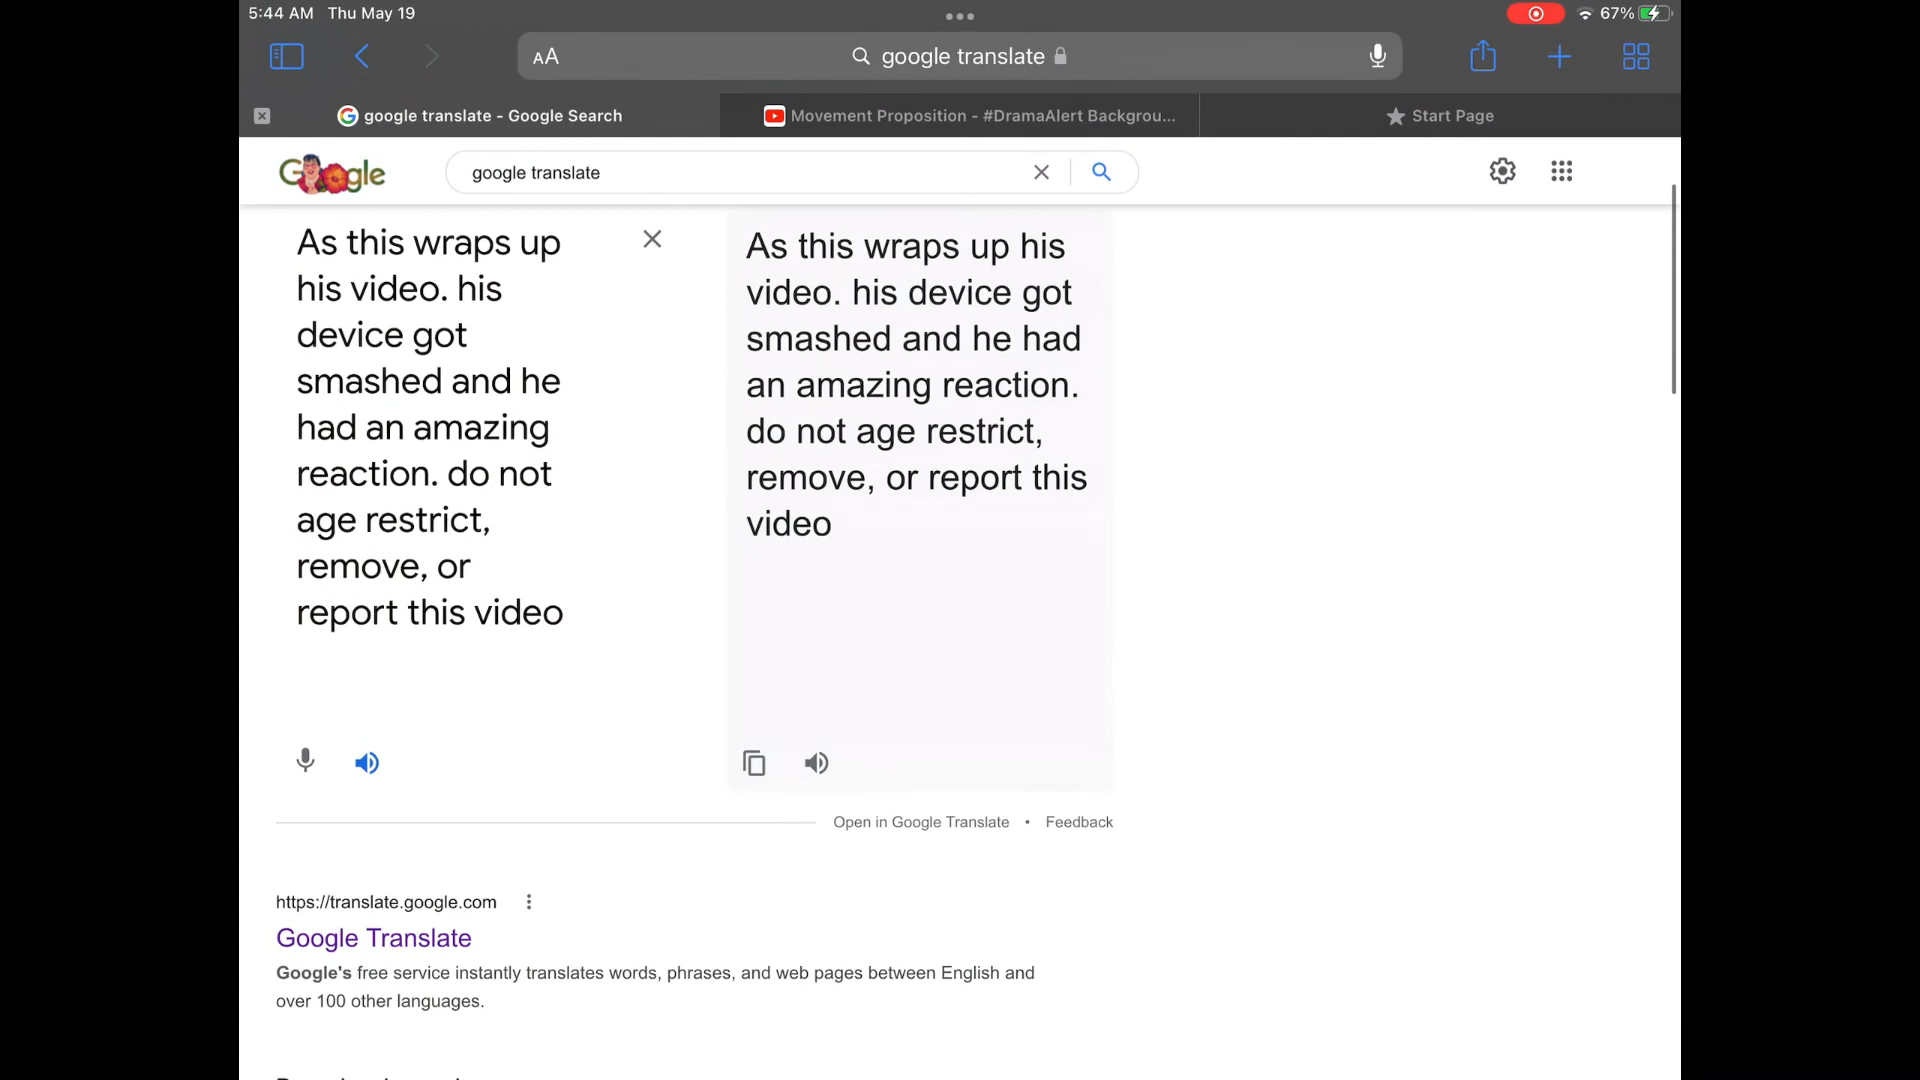 5:44 AM Thu May 19
67%
AA
google translate
google translate - Google Search
Movement Proposition - #DramaAlert Backgrou...
Start Page
Google
google translate
As this wraps up
his video. his
device got
smashed and he
had an amazing
reaction. do not
age restrict,
remove, or
report this video
As this wraps up his
video. his device got
smashed and he had
an amazing reaction.
do not age restrict,
remove, or report this
video
Open in Google Translate • Feedback
https://translate.google.com
Google Translate
Google's free service instantly translates words, phrases, and web pages between English and
over 100 other languages.